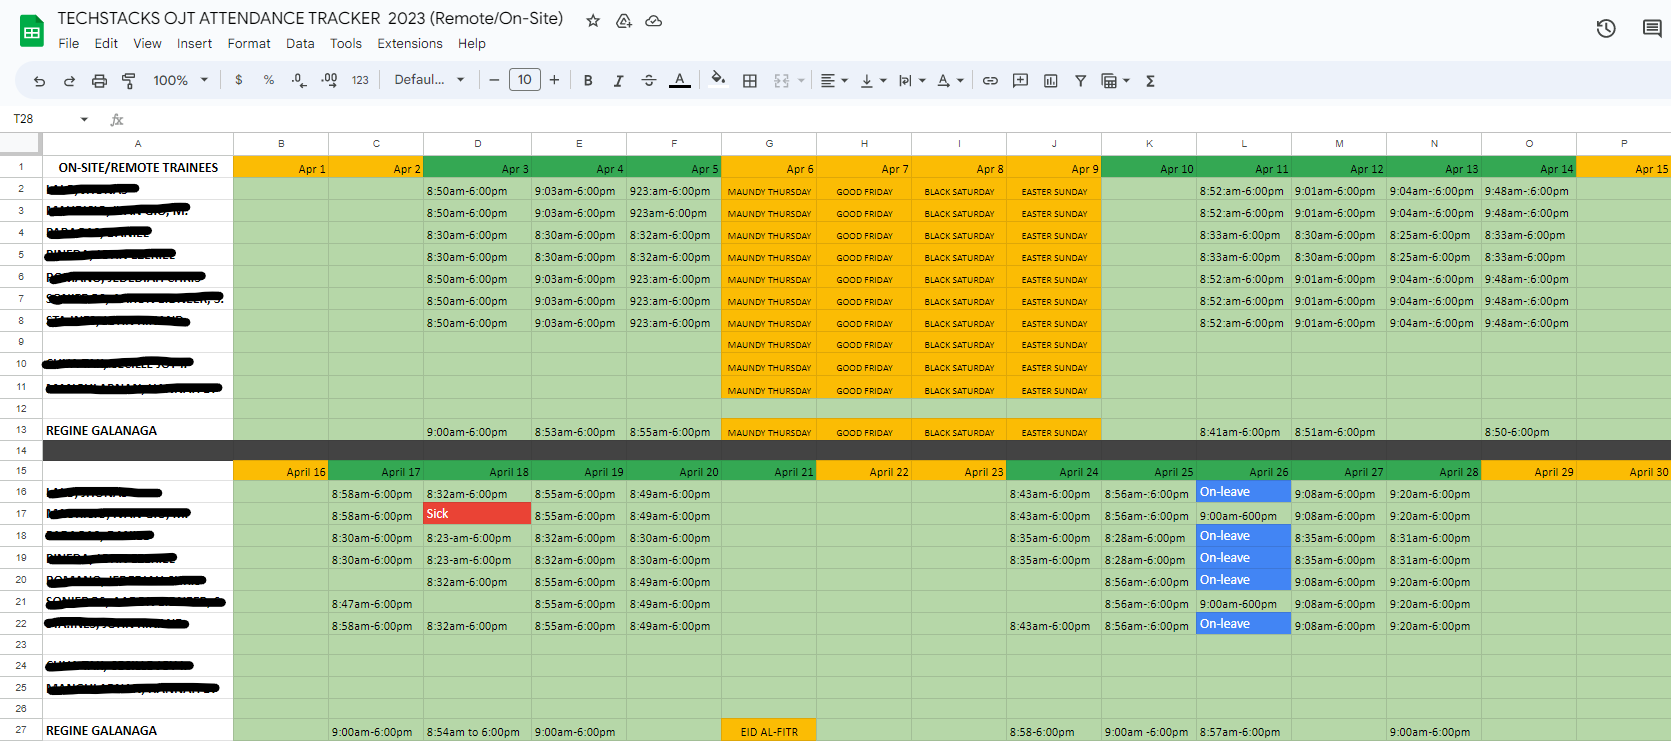 TECHSTACKS OJT ATTENDANCE TRACKER 2023 (Remote/On-Site)
File Edit View Insert Format Data Tools Extensions Help
100% $ % .0 .00 123 Defaul... 10 B I A
T28 fx
A B C D E F G H I J K L M N O P
1 ON-SITE/REMOTE TRAINEES Apr 1 Apr 2 Apr 3 Apr 4 Apr 5 Apr 6 Apr 7 Apr 8 Apr 9 Apr 10 Apr 11 Apr 12 Apr 13 Apr 14 Apr 15
2 8:50am-6:00pm 9:03am-6:00pm 923:am-6:00pm MAUNDY THURSDAY GOOD FRIDAY BLACK SATURDAY EASTER SUNDAY 8:52:am-6:00pm 9:01am-6:00pm 9:04am-:6:00pm 9:48am-:6:00pm
3 8:50am-6:00pm 9:03am-6:00pm 923am-6:00pm MAUNDY THURSDAY GOOD FRIDAY BLACK SATURDAY EASTER SUNDAY 8:52:am-6:00pm 9:01am-6:00pm 9:04am-:6:00pm 9:48am-:6:00pm
4 8:30am-6:00pm 8:30am-6:00pm 8:32am-6:00pm MAUNDY THURSDAY GOOD FRIDAY BLACK SATURDAY EASTER SUNDAY 8:33am-6:00pm 8:30am-6:00pm 8:25am-6:00pm 8:33am-6:00pm
5 8:30am-6:00pm 8:30am-6:00pm 8:32am-6:00pm MAUNDY THURSDAY GOOD FRIDAY BLACK SATURDAY EASTER SUNDAY 8:33am-6:00pm 8:30am-6:00pm 8:25am-6:00pm 8:33am-6:00pm
6 8:50am-6:00pm 9:03am-6:00pm 923:am-6:00pm MAUNDY THURSDAY GOOD FRIDAY BLACK SATURDAY EASTER SUNDAY 8:52:am-6:00pm 9:01am-6:00pm 9:04am-:6:00pm 9:48am-:6:00pm
7 8:50am-6:00pm 9:03am-6:00pm 923:am-6:00pm MAUNDY THURSDAY GOOD FRIDAY BLACK SATURDAY EASTER SUNDAY 8:52:am-6:00pm 9:01am-6:00pm 9:04am-:6:00pm 9:48am-:6:00pm
8 8:50am-6:00pm 9:03am-6:00pm 923:am-6:00pm MAUNDY THURSDAY GOOD FRIDAY BLACK SATURDAY EASTER SUNDAY 8:52:am-6:00pm 9:01am-6:00pm 9:04am-:6:00pm 9:48am-:6:00pm
9 MAUNDY THURSDAY GOOD FRIDAY BLACK SATURDAY EASTER SUNDAY
10 MAUNDY THURSDAY GOOD FRIDAY BLACK SATURDAY EASTER SUNDAY
11 MAUNDY THURSDAY GOOD FRIDAY BLACK SATURDAY EASTER SUNDAY
12
13 REGINE GALANAGA 9:00am-6:00pm 8:53am-6:00pm 8:55am-6:00pm MAUNDY THURSDAY GOOD FRIDAY BLACK SATURDAY EASTER SUNDAY 8:41am-6:00pm 8:51am-6:00pm 8:50-6:00pm
14
15 April 16 April 17 April 18 April 19 April 20 April 21 April 22 April 23 April 24 April 25 April 26 April 27 April 28 April 29 April 30
16 8:58am-6:00pm 8:32am-6:00pm 8:55am-6:00pm 8:49am-6:00pm 8:43am-6:00pm 8:56am-:6:00pm On-leave 9:08am-6:00pm 9:20am-6:00pm
17 8:58am-6:00pm Sick 8:55am-6:00pm 8:49am-6:00pm 8:43am-6:00pm 8:56am-:6:00pm 9:00am-600pm 9:08am-6:00pm 9:20am-6:00pm
18 8:30am-6:00pm 8:23-am-6:00pm 8:32am-6:00pm 8:30am-6:00pm 8:35am-6:00pm 8:28am-6:00pm On-leave 8:35am-6:00pm 8:31am-6:00pm
19 8:30am-6:00pm 8:23-am-6:00pm 8:32am-6:00pm 8:30am-6:00pm 8:35am-6:00pm 8:28am-6:00pm On-leave 8:35am-6:00pm 8:31am-6:00pm
20 8:32am-6:00pm 8:55am-6:00pm 8:49am-6:00pm 8:56am-:6:00pm On-leave 9:08am-6:00pm 9:20am-6:00pm
21 8:47am-6:00pm 8:55am-6:00pm 8:49am-6:00pm 8:56am-:6:00pm 9:00am-600pm 9:08am-6:00pm 9:20am-6:00pm
22 8:58am-6:00pm 8:32am-6:00pm 8:55am-6:00pm 8:49am-6:00pm 8:43am-6:00pm 8:56am-:6:00pm On-leave 9:08am-6:00pm 9:20am-6:00pm
23
24
25
26
27 REGINE GALANAGA 9:00am-6:00pm 8:54am to 6:00pm 9:00am-6:00pm EID AL-FITR 8:58-6:00pm 9:00am -6:00pm 8:57am-6:00pm 9:00am-6:00pm